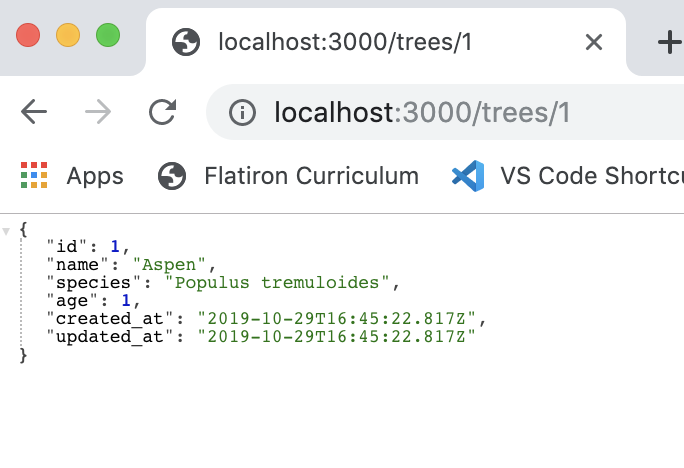 localhost:3000/trees/1
localhost:3000/trees/1
Apps Flatiron Curriculum VS Code Shortcu
{
"id": 1,
"name": "Aspen",
"species": "Populus tremuloides",
"age": 1,
"created_at": "2019-10-29T16:45:22.817Z",
"updated_at": "2019-10-29T16:45:22.817Z"
}